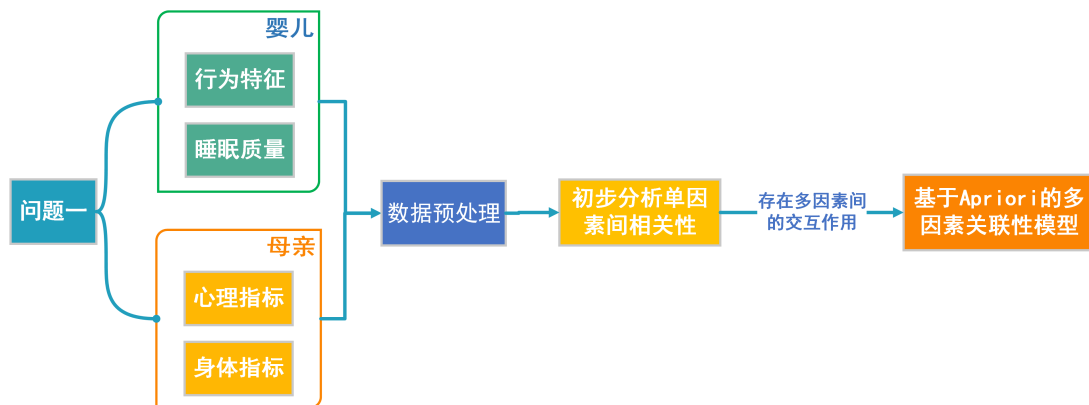 婴儿
行为特征
睡眠质量
问题一
母亲
心理指标
身体指标
数据预处理
初步分析单因
素间相关性
存在多因素间
的交互作用
基于Apriori的多
因素关联性模型